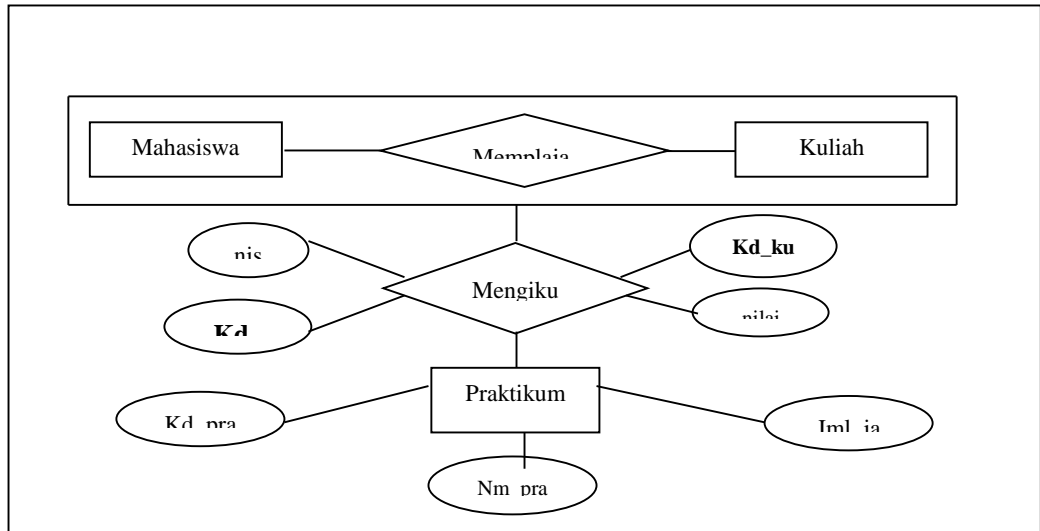 Mahasiswa
Memplaja
Kuliah
nis
Kd_ku
Mengiku
Kd
nilai
Praktikum
Kd_pra
Jml_ja
Nm_pra